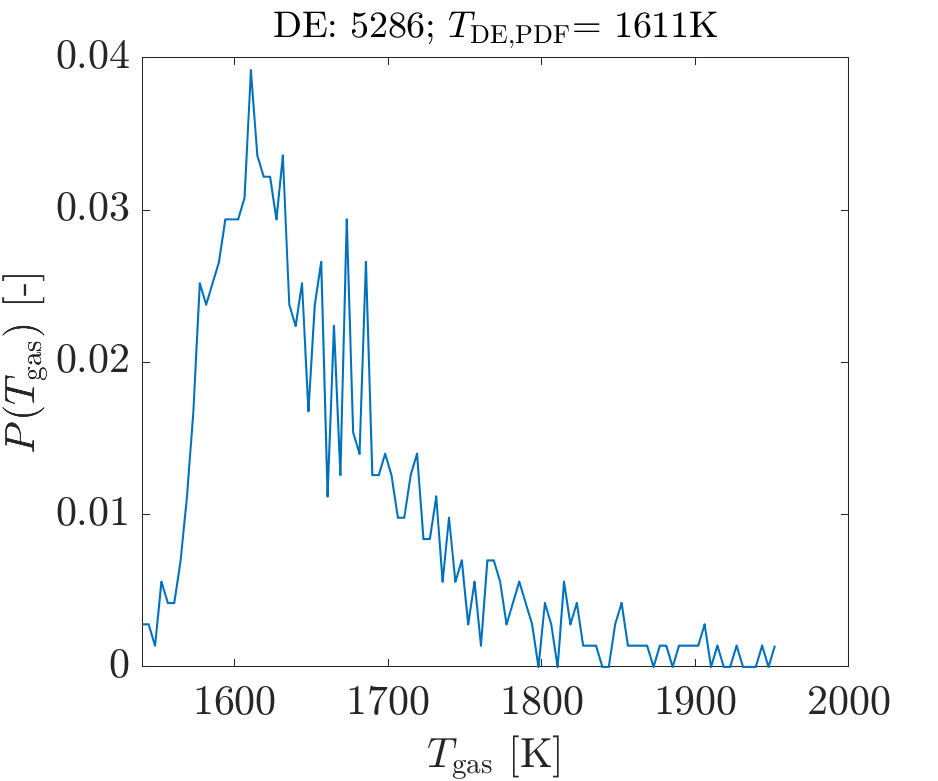 DE: 5286; T_DE,PDF= 1611K
0.04
0.03
0.02
0.01
0
P(T_gas) [-]
1600 1700 1800 1900 2000
T_gas [K]